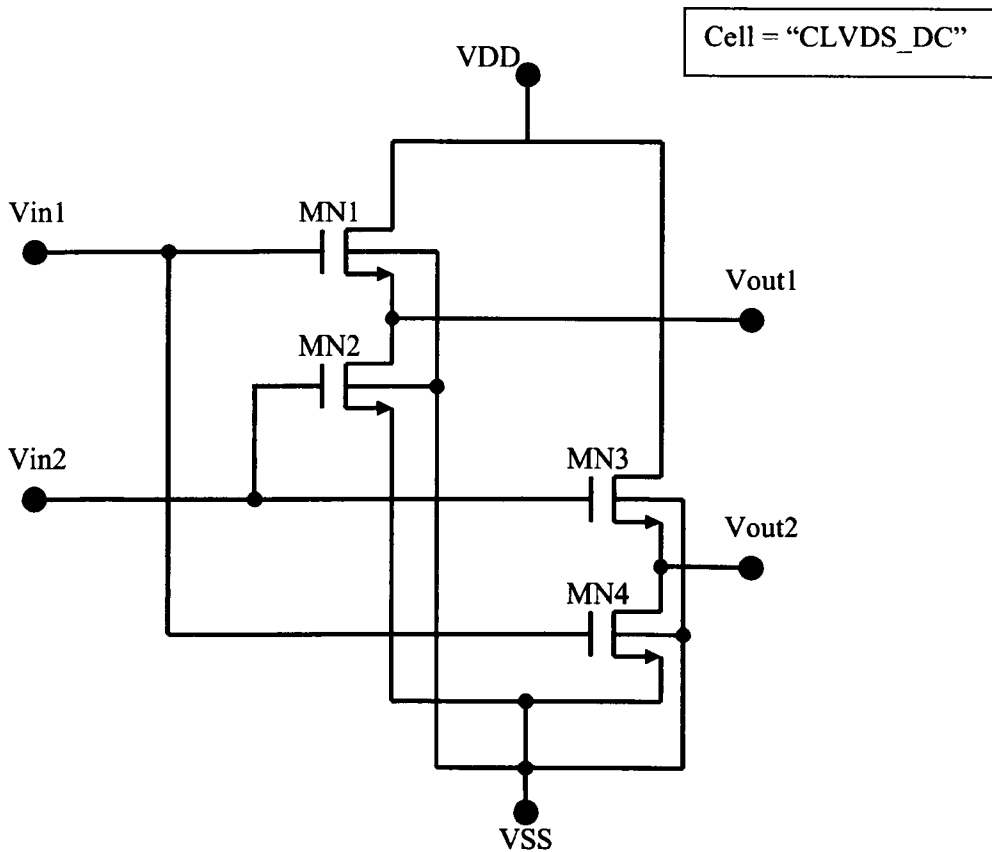 Cell = “CLVDS_DC”
VDD
Vin1
MN1
Vout1
MN2
Vin2
MN3
Vout2
MN4
VSS